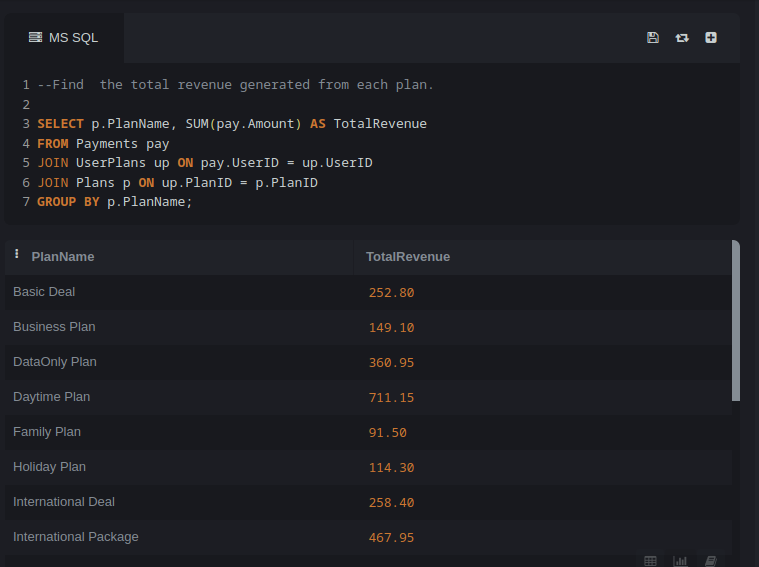 MS SQL
1 --Find  the total revenue generated from each plan.
2
3 SELECT p.PlanName, SUM(pay.Amount) AS TotalRevenue
4 FROM Payments pay
5 JOIN UserPlans up ON pay.UserID = up.UserID
6 JOIN Plans p ON up.PlanID = p.PlanID
7 GROUP BY p.PlanName;
PlanName TotalRevenue
Basic Deal 252.80
Business Plan 149.10
DataOnly Plan 360.95
Daytime Plan 711.15
Family Plan 91.50
Holiday Plan 114.30
International Deal 258.40
International Package 467.95